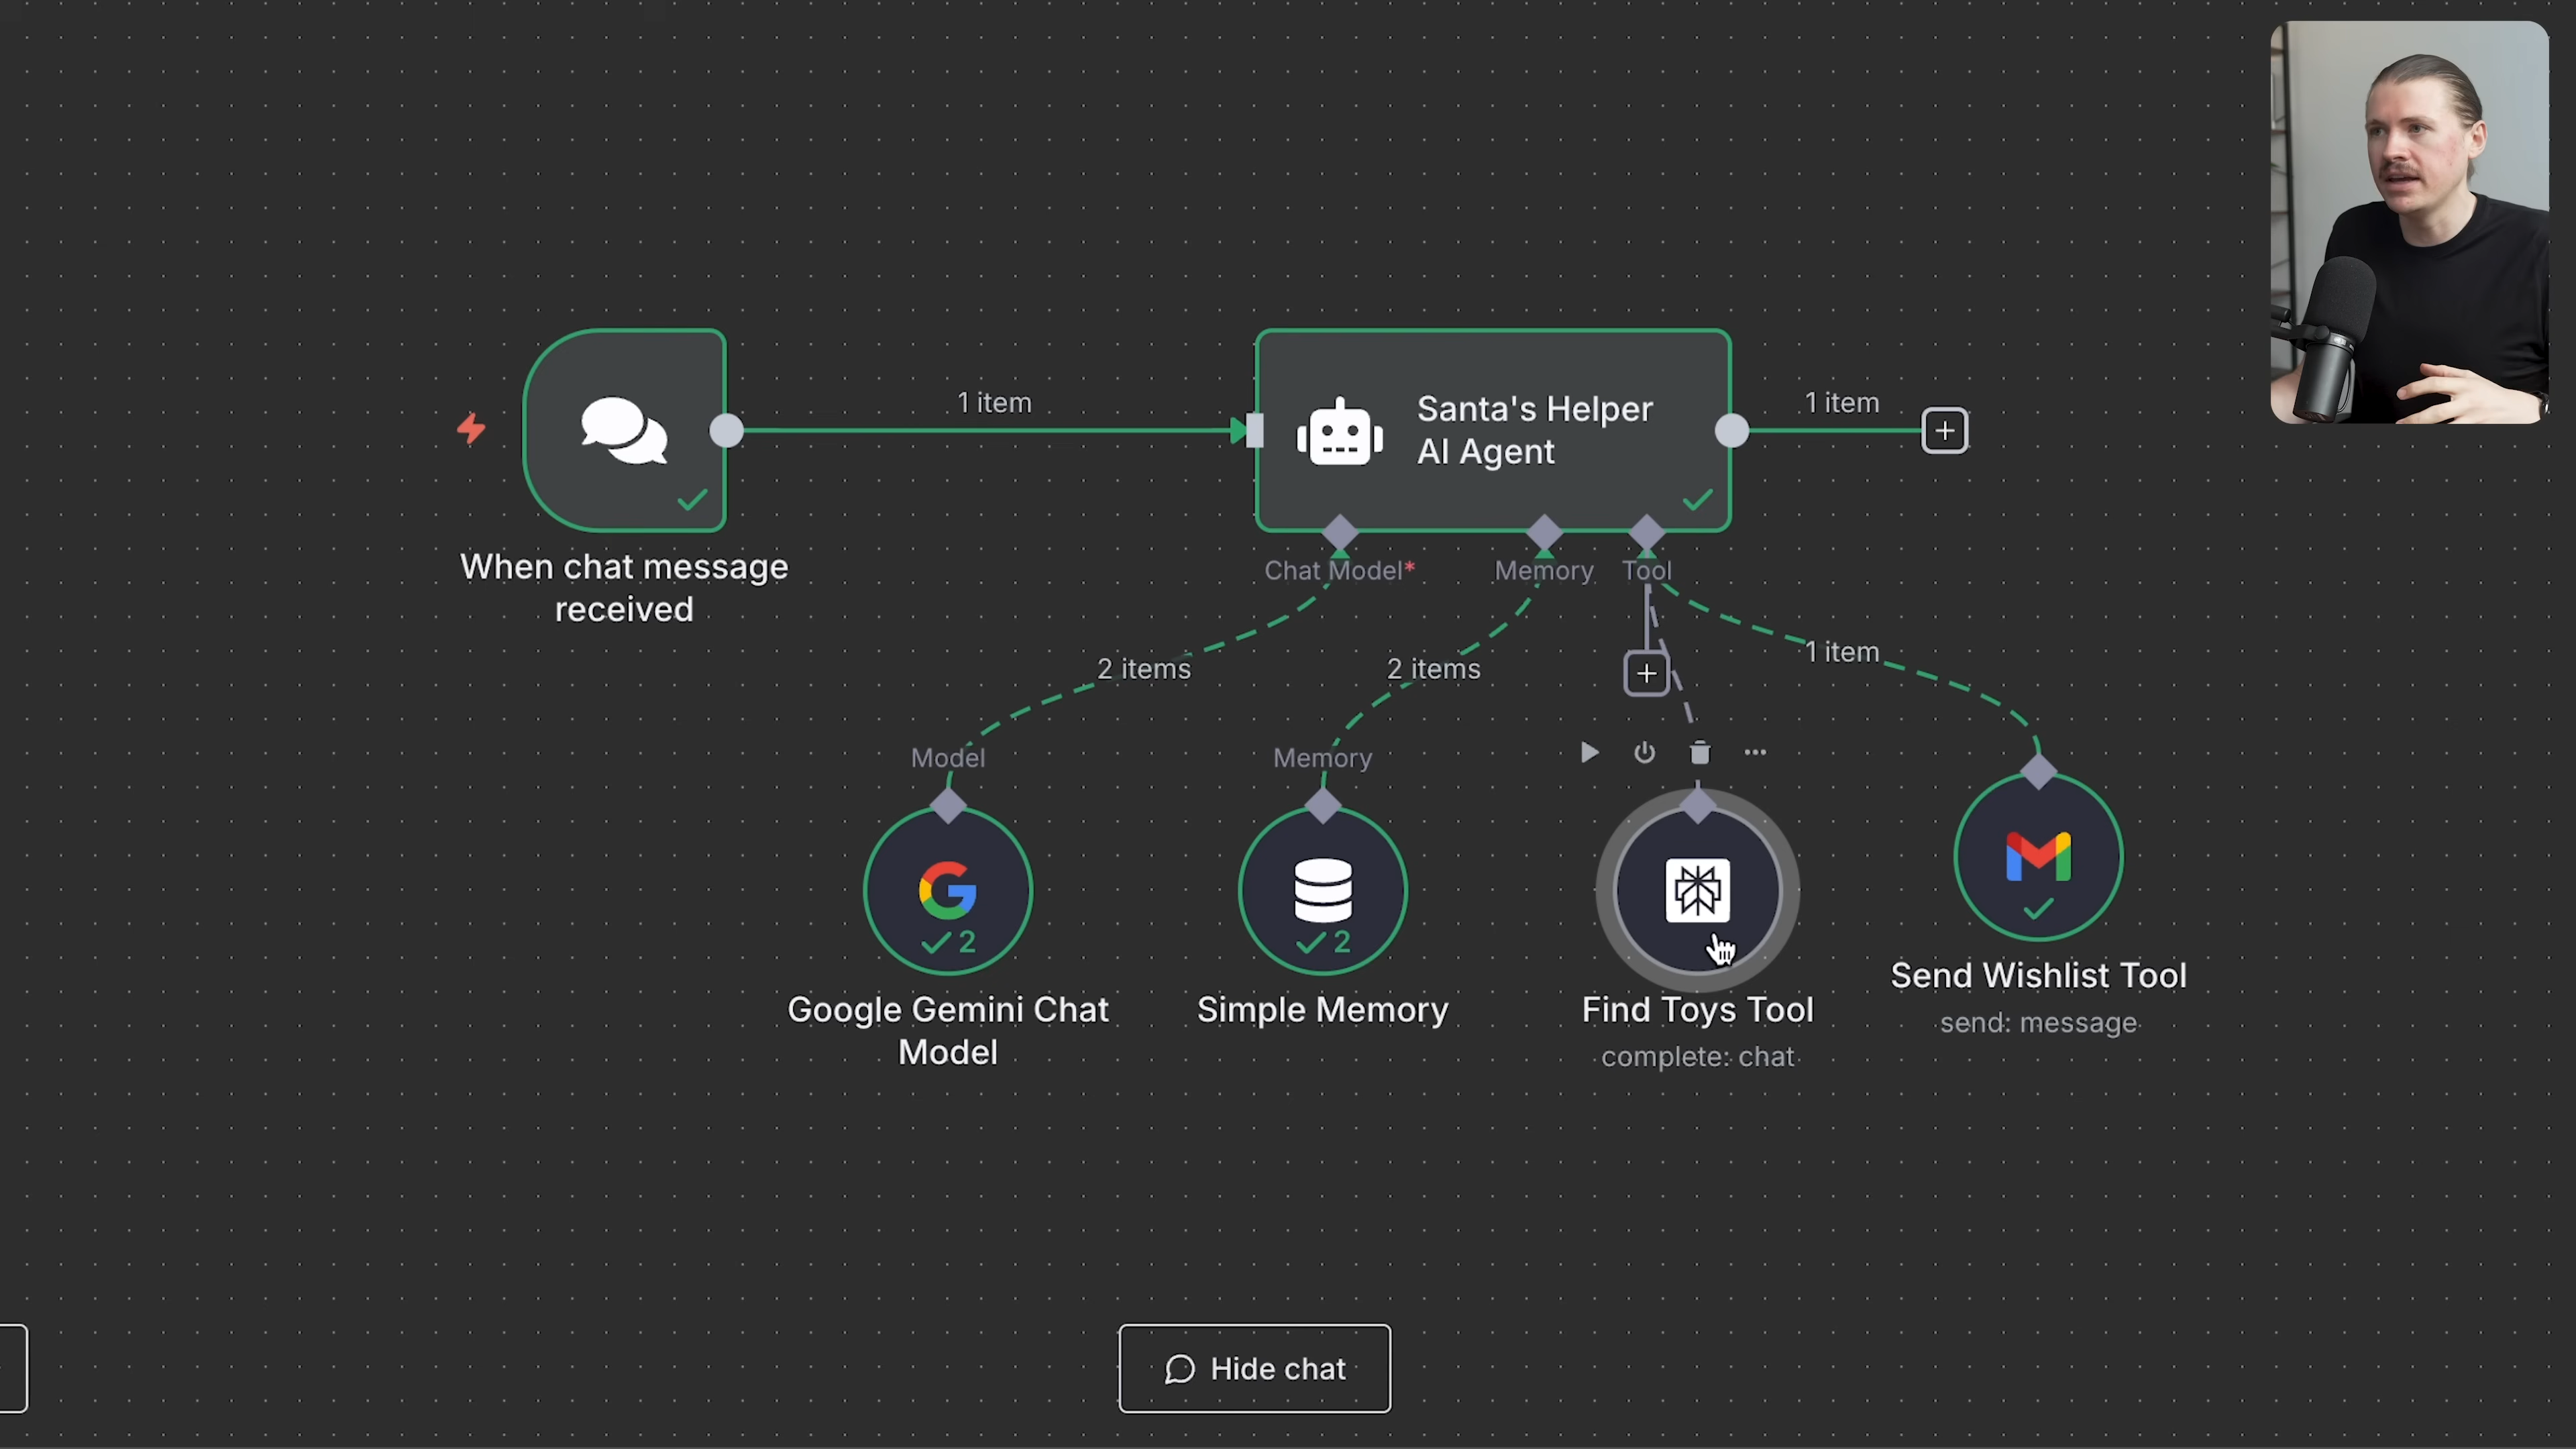 1 item
1 item
Santa's Helper
AI Agent
When chat message
received
Chat Model*
Memory
Tool
2 items
2 items
1 item
Model
Memory
2
2
Google Gemini Chat
Model
Simple Memory
Find Toys Tool
complete: chat
Send Wishlist Tool
send: message
Hide chat